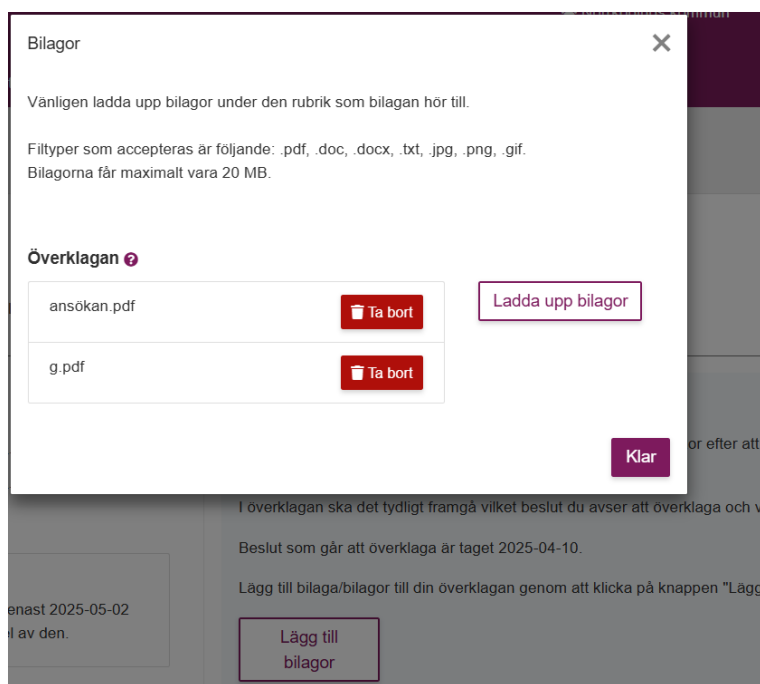 Bilagor
Vänligen ladda upp bilagor under den rubrik som bilagan hör till.
Filtyper som accepteras är följande: .pdf, .doc, .docx, .txt, .jpg, .png, .gif.
Bilagorna får maximalt vara 20 MB.
Överklagan
ansökan.pdf
Ta bort
Ladda upp bilagor
g.pdf
Ta bort
Klar
or efter att
I överklagan ska det tydligt framgå vilket beslut du avser att överklaga och v
Beslut som går att överklaga är taget 2025-04-10.
Lägg till bilaga/bilagor till din överklagan genom att klicka på knappen "Lägg
enast 2025-05-02
el av den.
Lägg till
bilagor